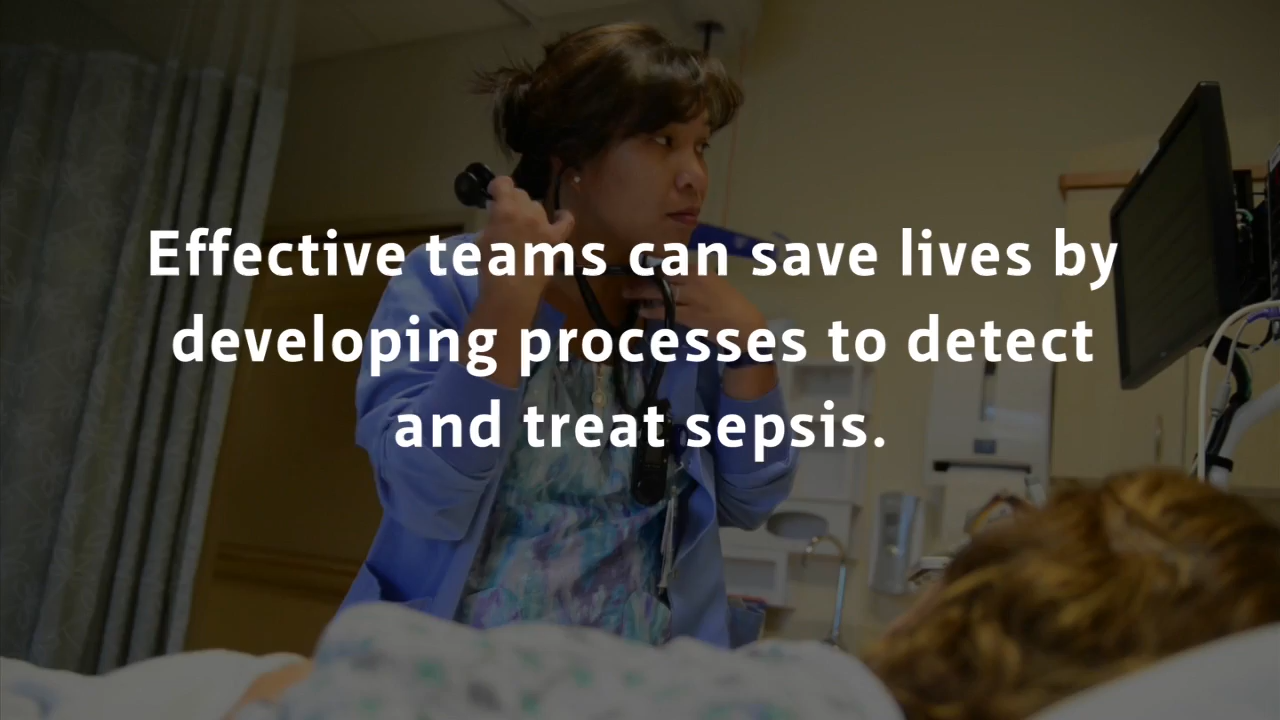 Effective teams can save lives by
developing processes to detect
and treat sepsis.